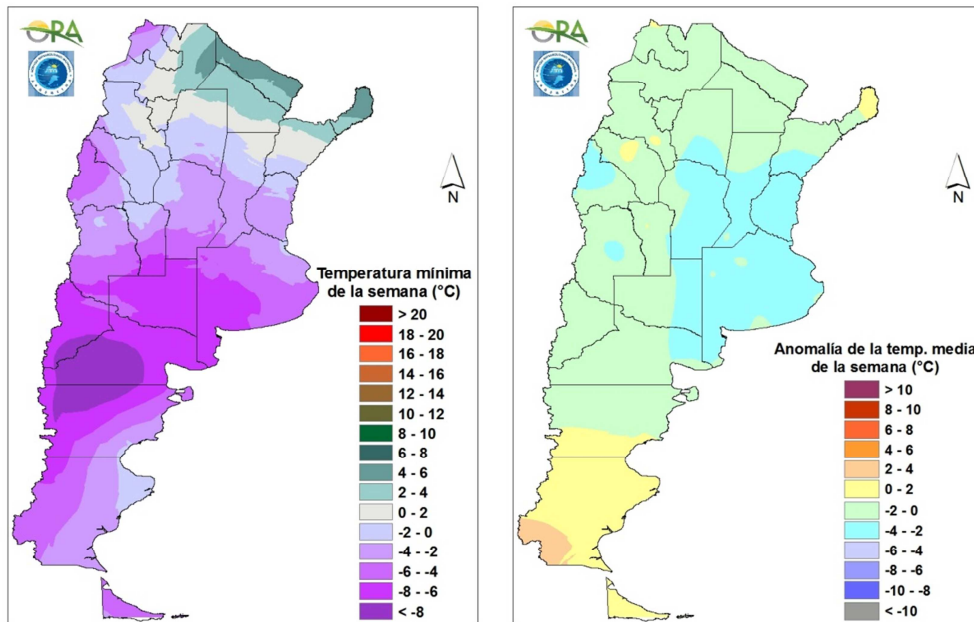 ORA
N
Temperatura mínima
de la semana (°C)
> 20
18 - 20
16 - 18
14 - 16
12 - 14
10 - 12
8 - 10
6 - 8
4 - 6
2 - 4
0 - 2
-2 - 0
-4 - -2
-6 - -4
-8 - -6
< -8
ORA
N
Anomalía de la temp. media
de la semana (°C)
> 10
8 - 10
6 - 8
4 - 6
2 - 4
0 - 2
-2 - 0
-4 - -2
-6 - -4
-8 - -6
-10 - -8
< -10